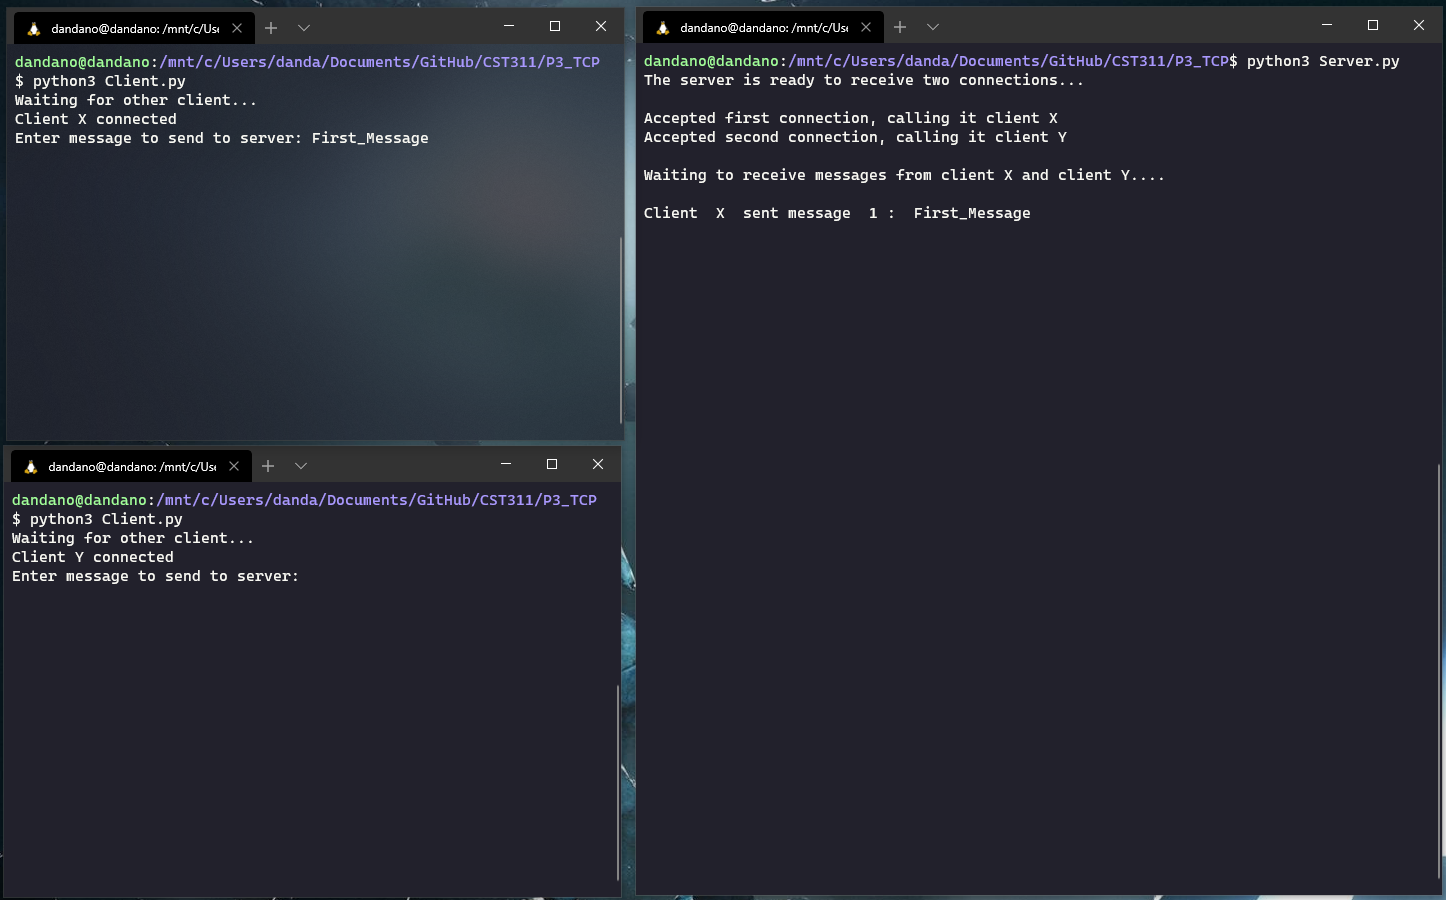 dandano@dandano: /mnt/c/Use
dandano@dandano:/mnt/c/Users/danda/Documents/GitHub/CST311/P3_TCP
$ python3 Client.py
Waiting for other client...
Client X connected
Enter message to send to server: First_Message
dandano@dandano: /mnt/c/Use
dandano@dandano:/mnt/c/Users/danda/Documents/GitHub/CST311/P3_TCP
$ python3 Client.py
Waiting for other client...
Client Y connected
Enter message to send to server:
dandano@dandano: /mnt/c/Use
dandano@dandano:/mnt/c/Users/danda/Documents/GitHub/CST311/P3_TCP$ python3 Server.py
The server is ready to receive two connections...
Accepted first connection, calling it client X
Accepted second connection, calling it client Y
Waiting to receive messages from client X and client Y....
Client  X  sent message  1 :  First_Message